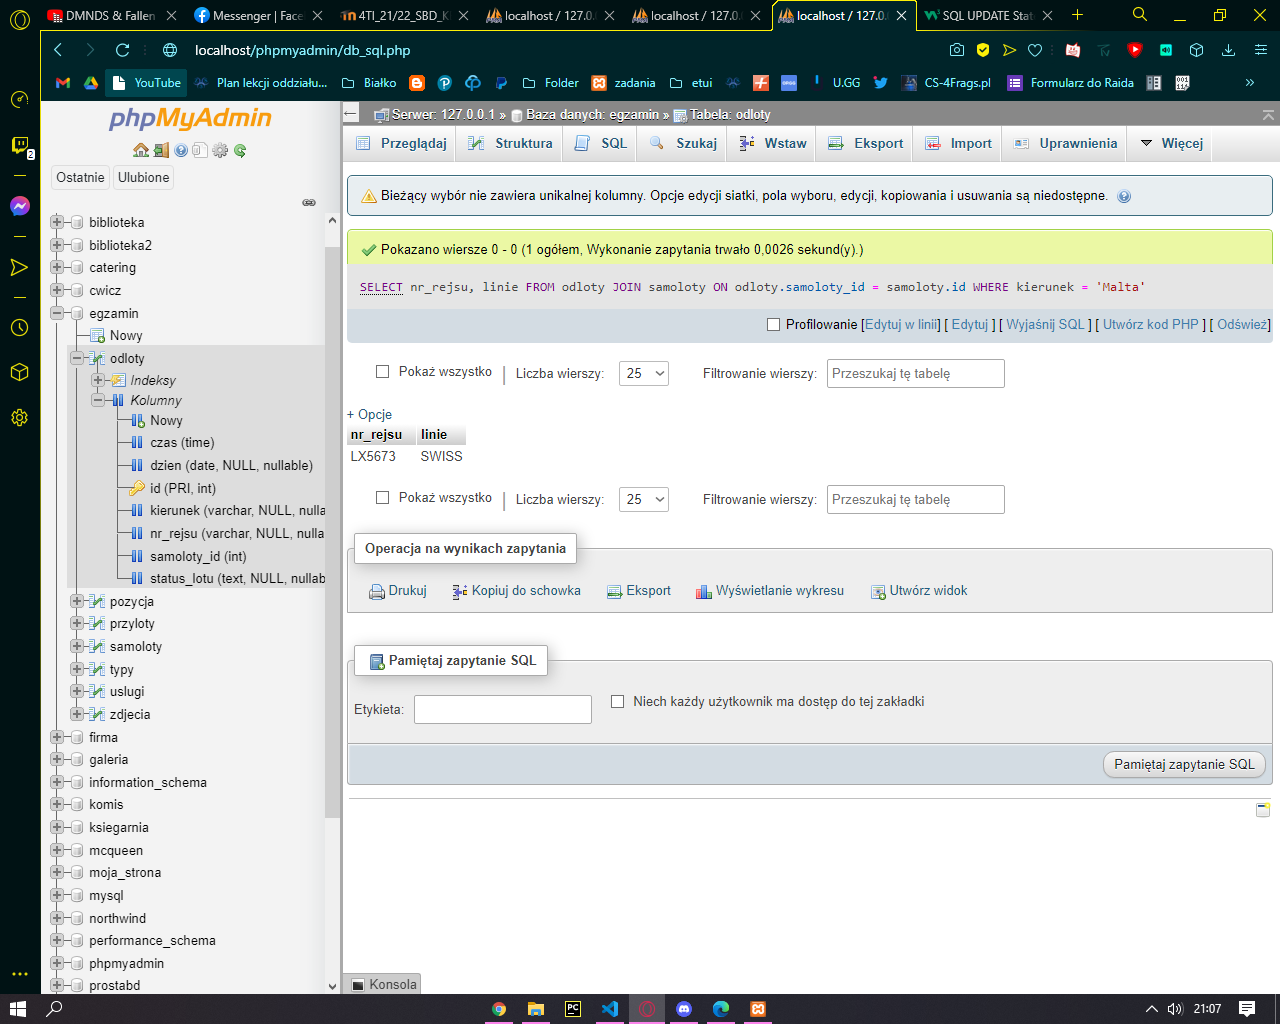 DMNDS & Fallen
Messenger | Face
4TI_21/22_SBD_K
localhost / 127.0.
localhost / 127.0.
localhost / 127.0.
SQL UPDATE Stat
localhost/phpmyadmin/db_sql.php
YouTube
Plan lekcji oddziału...
Białko
Folder
zadania
etui
U.GG
CS-4Frags.pl
Formularz do Raida
2
phpMyAdmin
Ostatnie
Ulubione
biblioteka
biblioteka2
catering
cwicz
egzamin
Nowy
odloty
Indeksy
Kolumny
Nowy
czas (time)
dzien (date, NULL, nullable)
id (PRI, int)
kierunek (varchar, NULL, nulla
nr_rejsu (varchar, NULL, nulla
samoloty_id (int)
status_lotu (text, NULL, nullab
pozycja
przyloty
samoloty
typy
uslugi
zdjecia
firma
galeria
information_schema
komis
ksiegarnia
mcqueen
moja_strona
mysql
northwind
performance_schema
phpmyadmin
prostabd
Serwer: 127.0.0.1 » Baza danych: egzamin » Tabela: odloty
Przeglądaj
Struktura
SQL
Szukaj
Wstaw
Eksport
Import
Uprawnienia
Więcej
Bieżący wybór nie zawiera unikalnej kolumny. Opcje edycji siatki, pola wyboru, edycji, kopiowania i usuwania są niedostępne.
Pokazano wiersze 0 - 0 (1 ogółem, Wykonanie zapytania trwało 0,0026 sekund(y).)
SELECT nr_rejsu, linie FROM odloty JOIN samoloty ON odloty.samoloty_id = samoloty.id WHERE kierunek = 'Malta'
Profilowanie [Edytuj w linii] [ Edytuj ] [ Wyjaśnij SQL ] [ Utwórz kod PHP ] [ Odśwież]
Pokaż wszystko | Liczba wierszy: 25 Filtrowanie wierszy: Przeszukaj tę tabelę
+ Opcje
nr_rejsu linie
LX5673 SWISS
Pokaż wszystko | Liczba wierszy: 25 Filtrowanie wierszy: Przeszukaj tę tabelę
Operacja na wynikach zapytania
Drukuj
Kopiuj do schowka
Eksport
Wyświetlanie wykresu
Utwórz widok
Pamiętaj zapytanie SQL
Etykieta:
Niech każdy użytkownik ma dostęp do tej zakładki
Pamiętaj zapytanie SQL
Konsola
PC
21:07